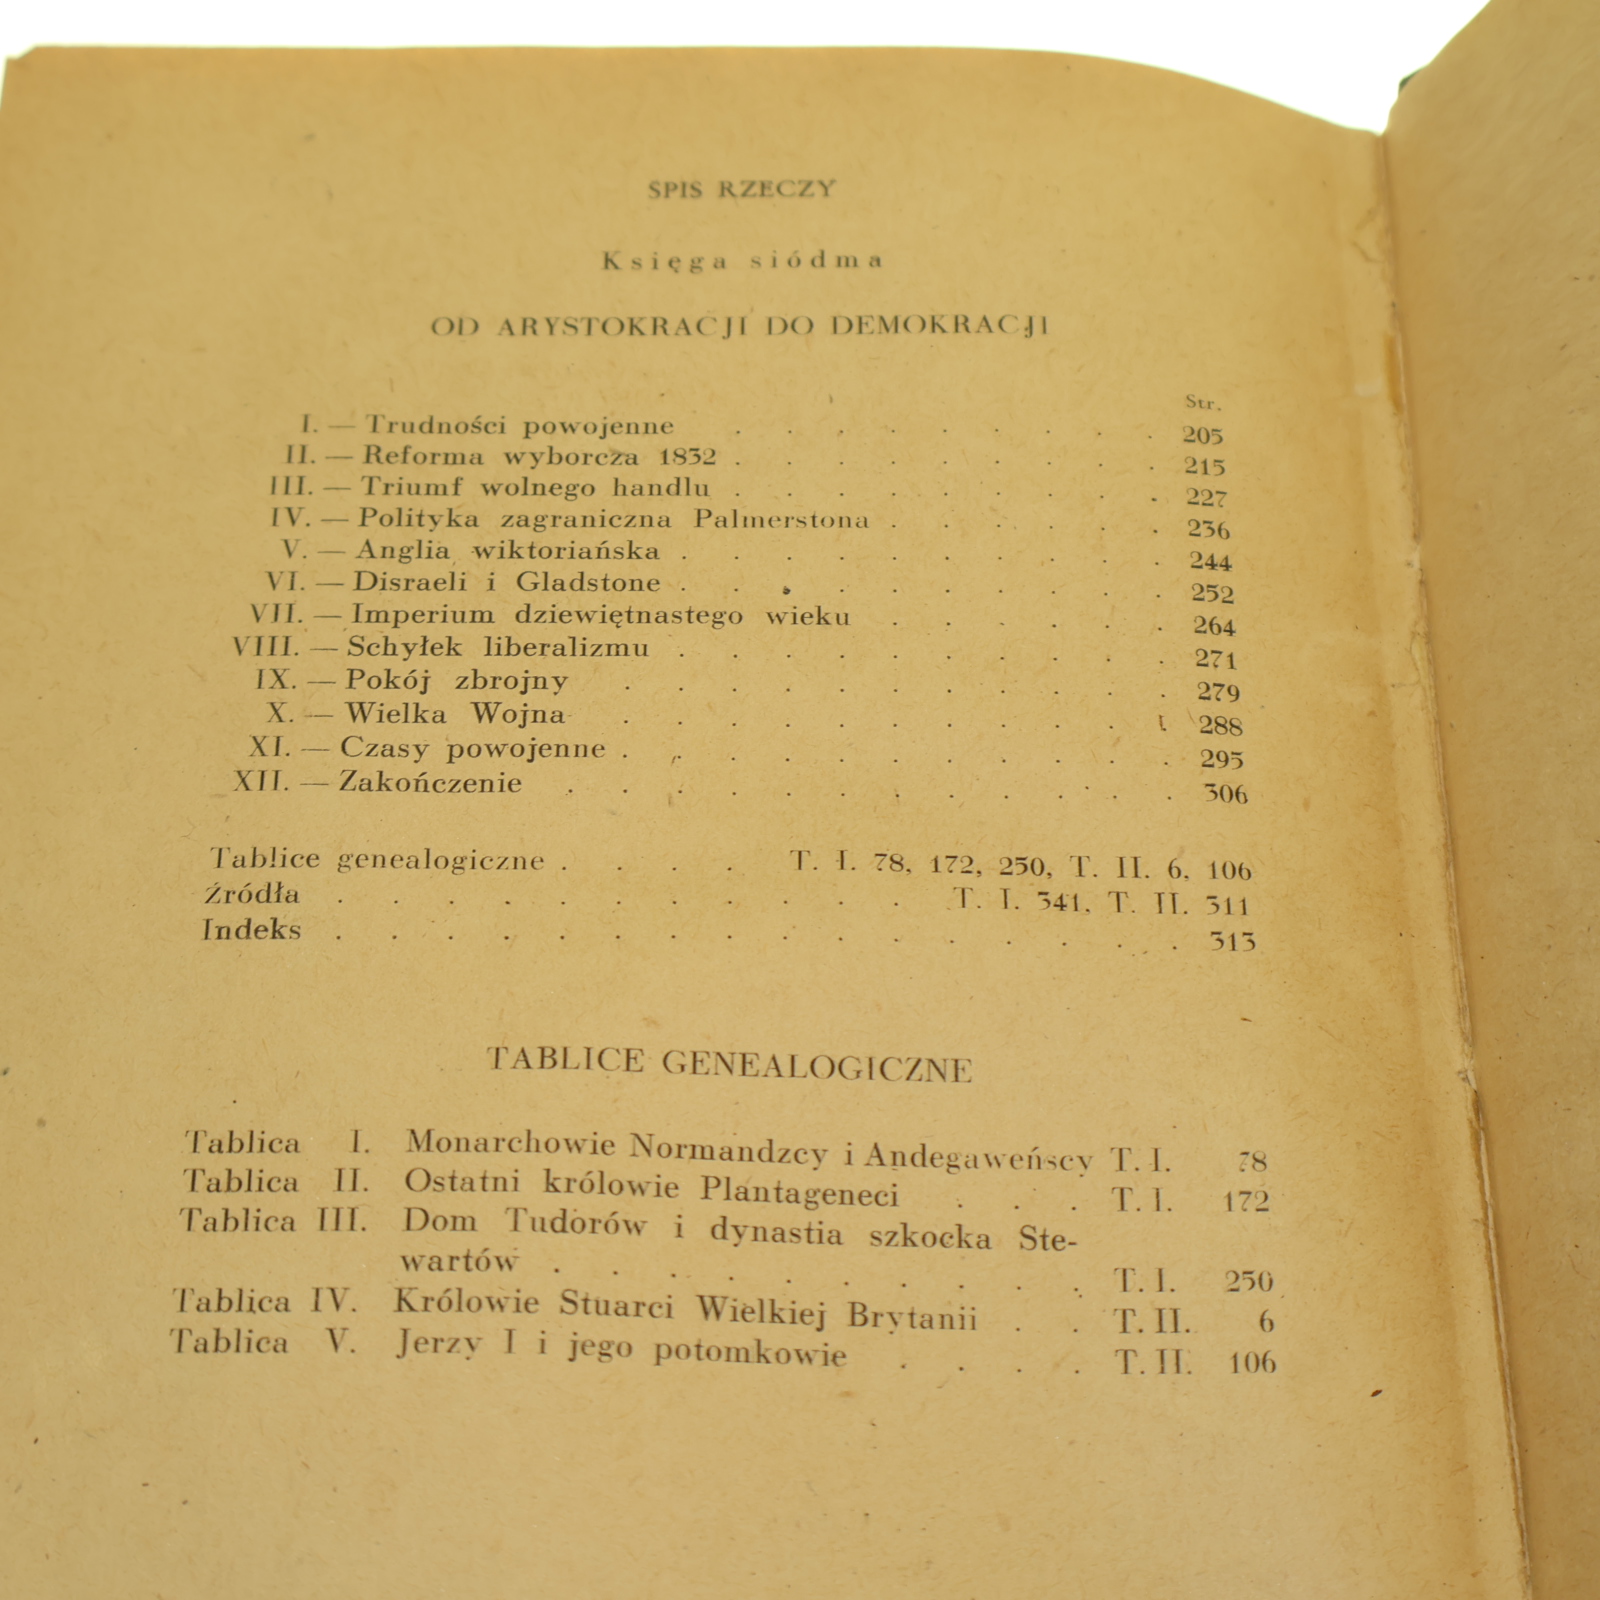 SPIS RZECZY
Księga siódma
OD ARYSTOKRACJI DO DEMOKRACJI
Str.
I. — Trudności powojenne . . . . . . . . . 205
II. — Reforma wyborcza 1832 . . . . . . . . . 215
III. — Triumf wolnego handlu . . . . . . . . . 227
IV. — Polityka zagraniczna Palmerstona . . . . . . 236
V. — Anglia wiktoriańska . . . . . . . . . . 244
VI. — Disraeli i Gladstone . . . . . . . . . . 252
VII. — Imperium dziewiętnastego wieku . . . . . . 264
VIII. — Schyłek liberalizmu . . . . . . . . . . 271
IX. — Pokój zbrojny . . . . . . . . . . . 279
X. — Wielka Wojna . . . . . . . . . . . 288
XI. — Czasy powojenne . . . . . . . . . . . 295
XII. — Zakończenie . . . . . . . . . . . . 306
Tablice genealogiczne . . . . T. I. 78, 172, 250, T. II. 6, 106
Źródła . . . . . . . . . . . T. I. 341, T. II. 311
Indeks . . . . . . . . . . . . . . . . 313
TABLICE GENEALOGICZNE
Tablica I. Monarchowie Normandzcy i Andegaweńscy T. I. 78
Tablica II. Ostatni królowie Plantageneci . . . T. I. 172
Tablica III. Dom Tudorów i dynastia szkocka Ste-
wartów . . . . . . . . . . T. I. 250
Tablica IV. Królowie Stuarci Wielkiej Brytanii . . T. II. 6
Tablica V. Jerzy I i jego potomkowie . . . . T. II. 106